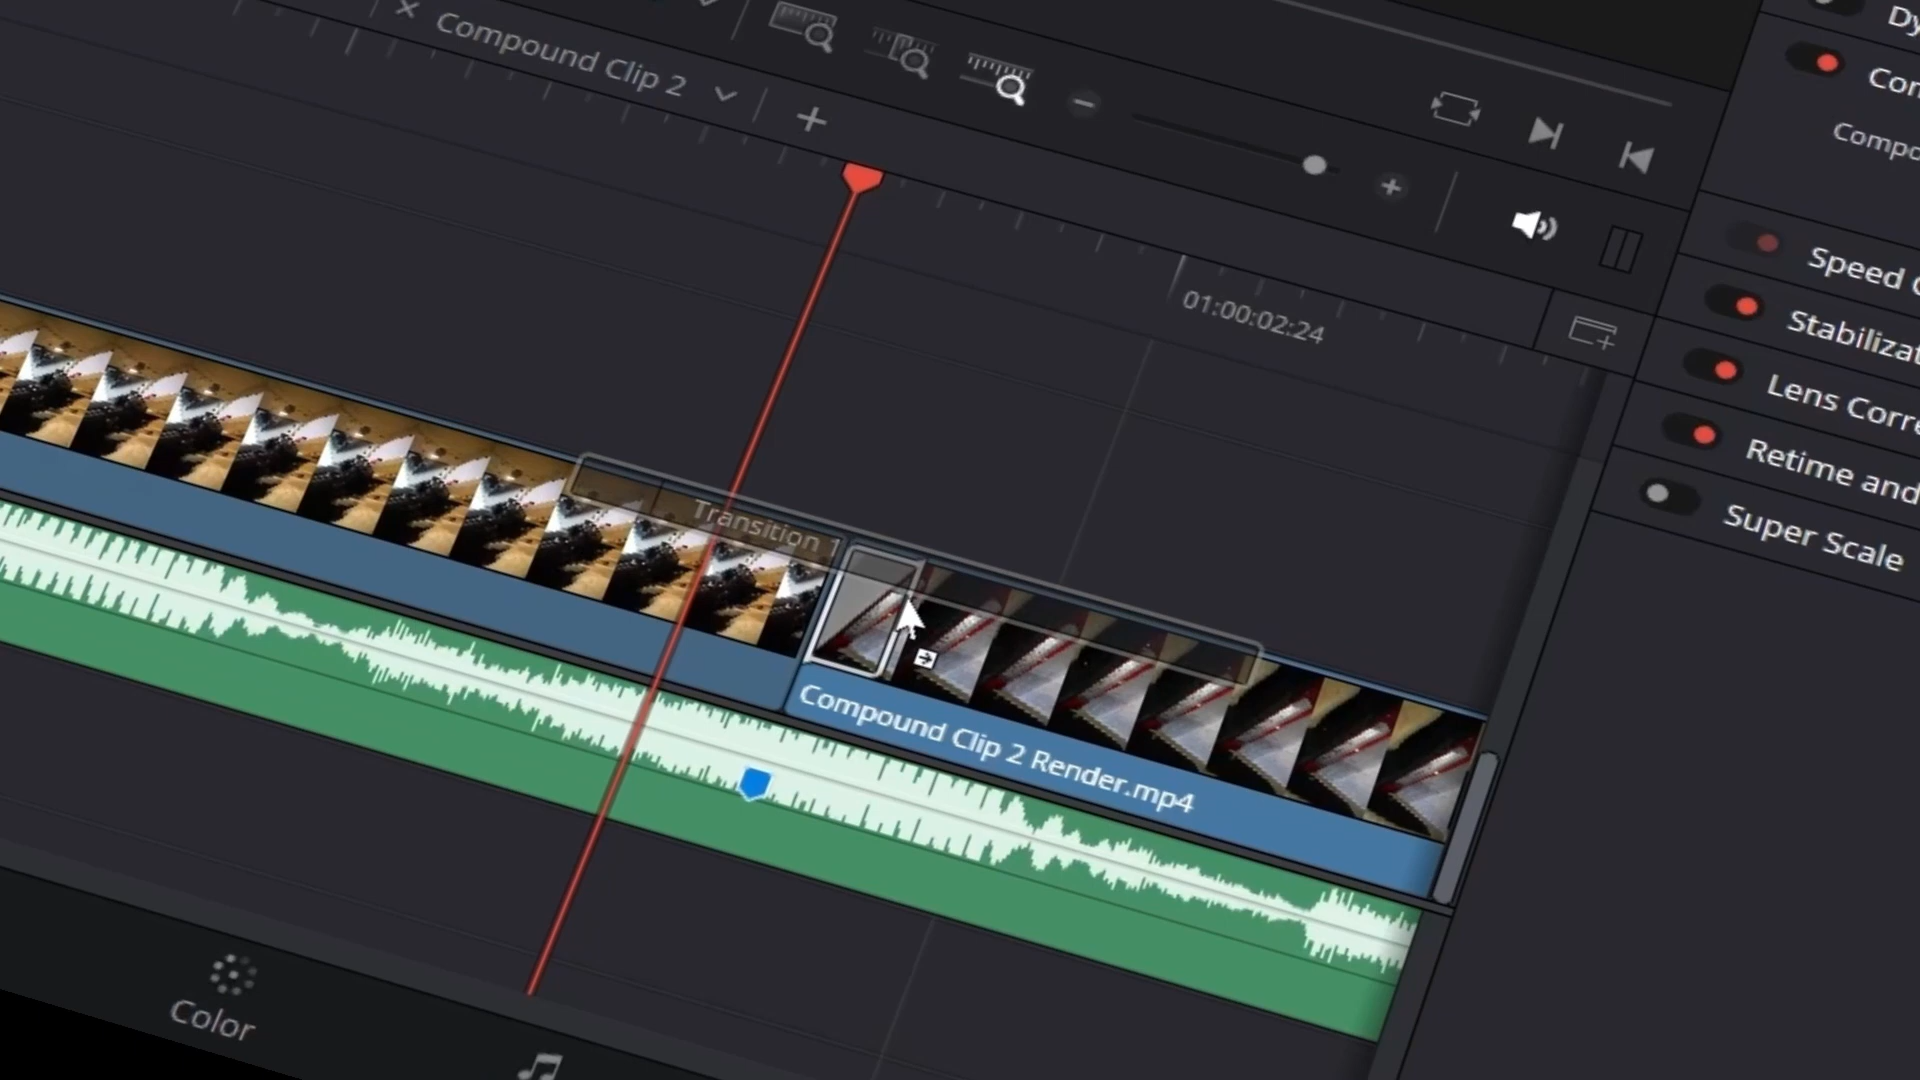 Compound Clip 2
01:00:02:24
Speed
Stabilizat
Lens Corre
Retime and
Super Scale
Transition 1
Compound Clip 2 Render.mp4
Color